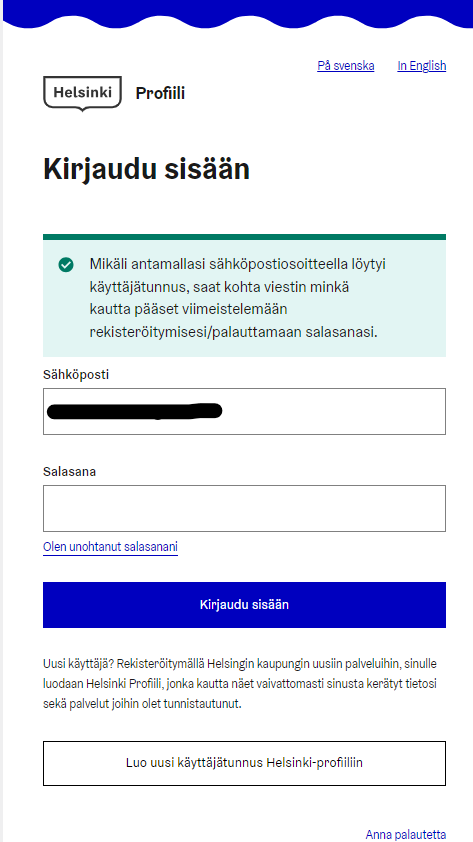 På svenska In English
Helsinki Profiili
Kirjaudu sisään
Mikäli antamallasi sähköpostiosoitteella löytyi
käyttäjätunnus, saat kohta viestin minkä
kautta pääset viimeistelemään
rekisteröitymisesi/palauttamaan salasanasi.
Sähköposti
Salasana
Olen unohtanut salasanani
Kirjaudu sisään
Uusi käyttäjä? Rekisteröitymällä Helsingin kaupungin uusiin palveluihin, sinulle
luodaan Helsinki Profiili, jonka kautta näet vaivattomasti sinusta kerätyt tietosi
sekä palvelut joihin olet tunnistautunut.
Luo uusi käyttäjätunnus Helsinki-profiiliin
Anna palautetta